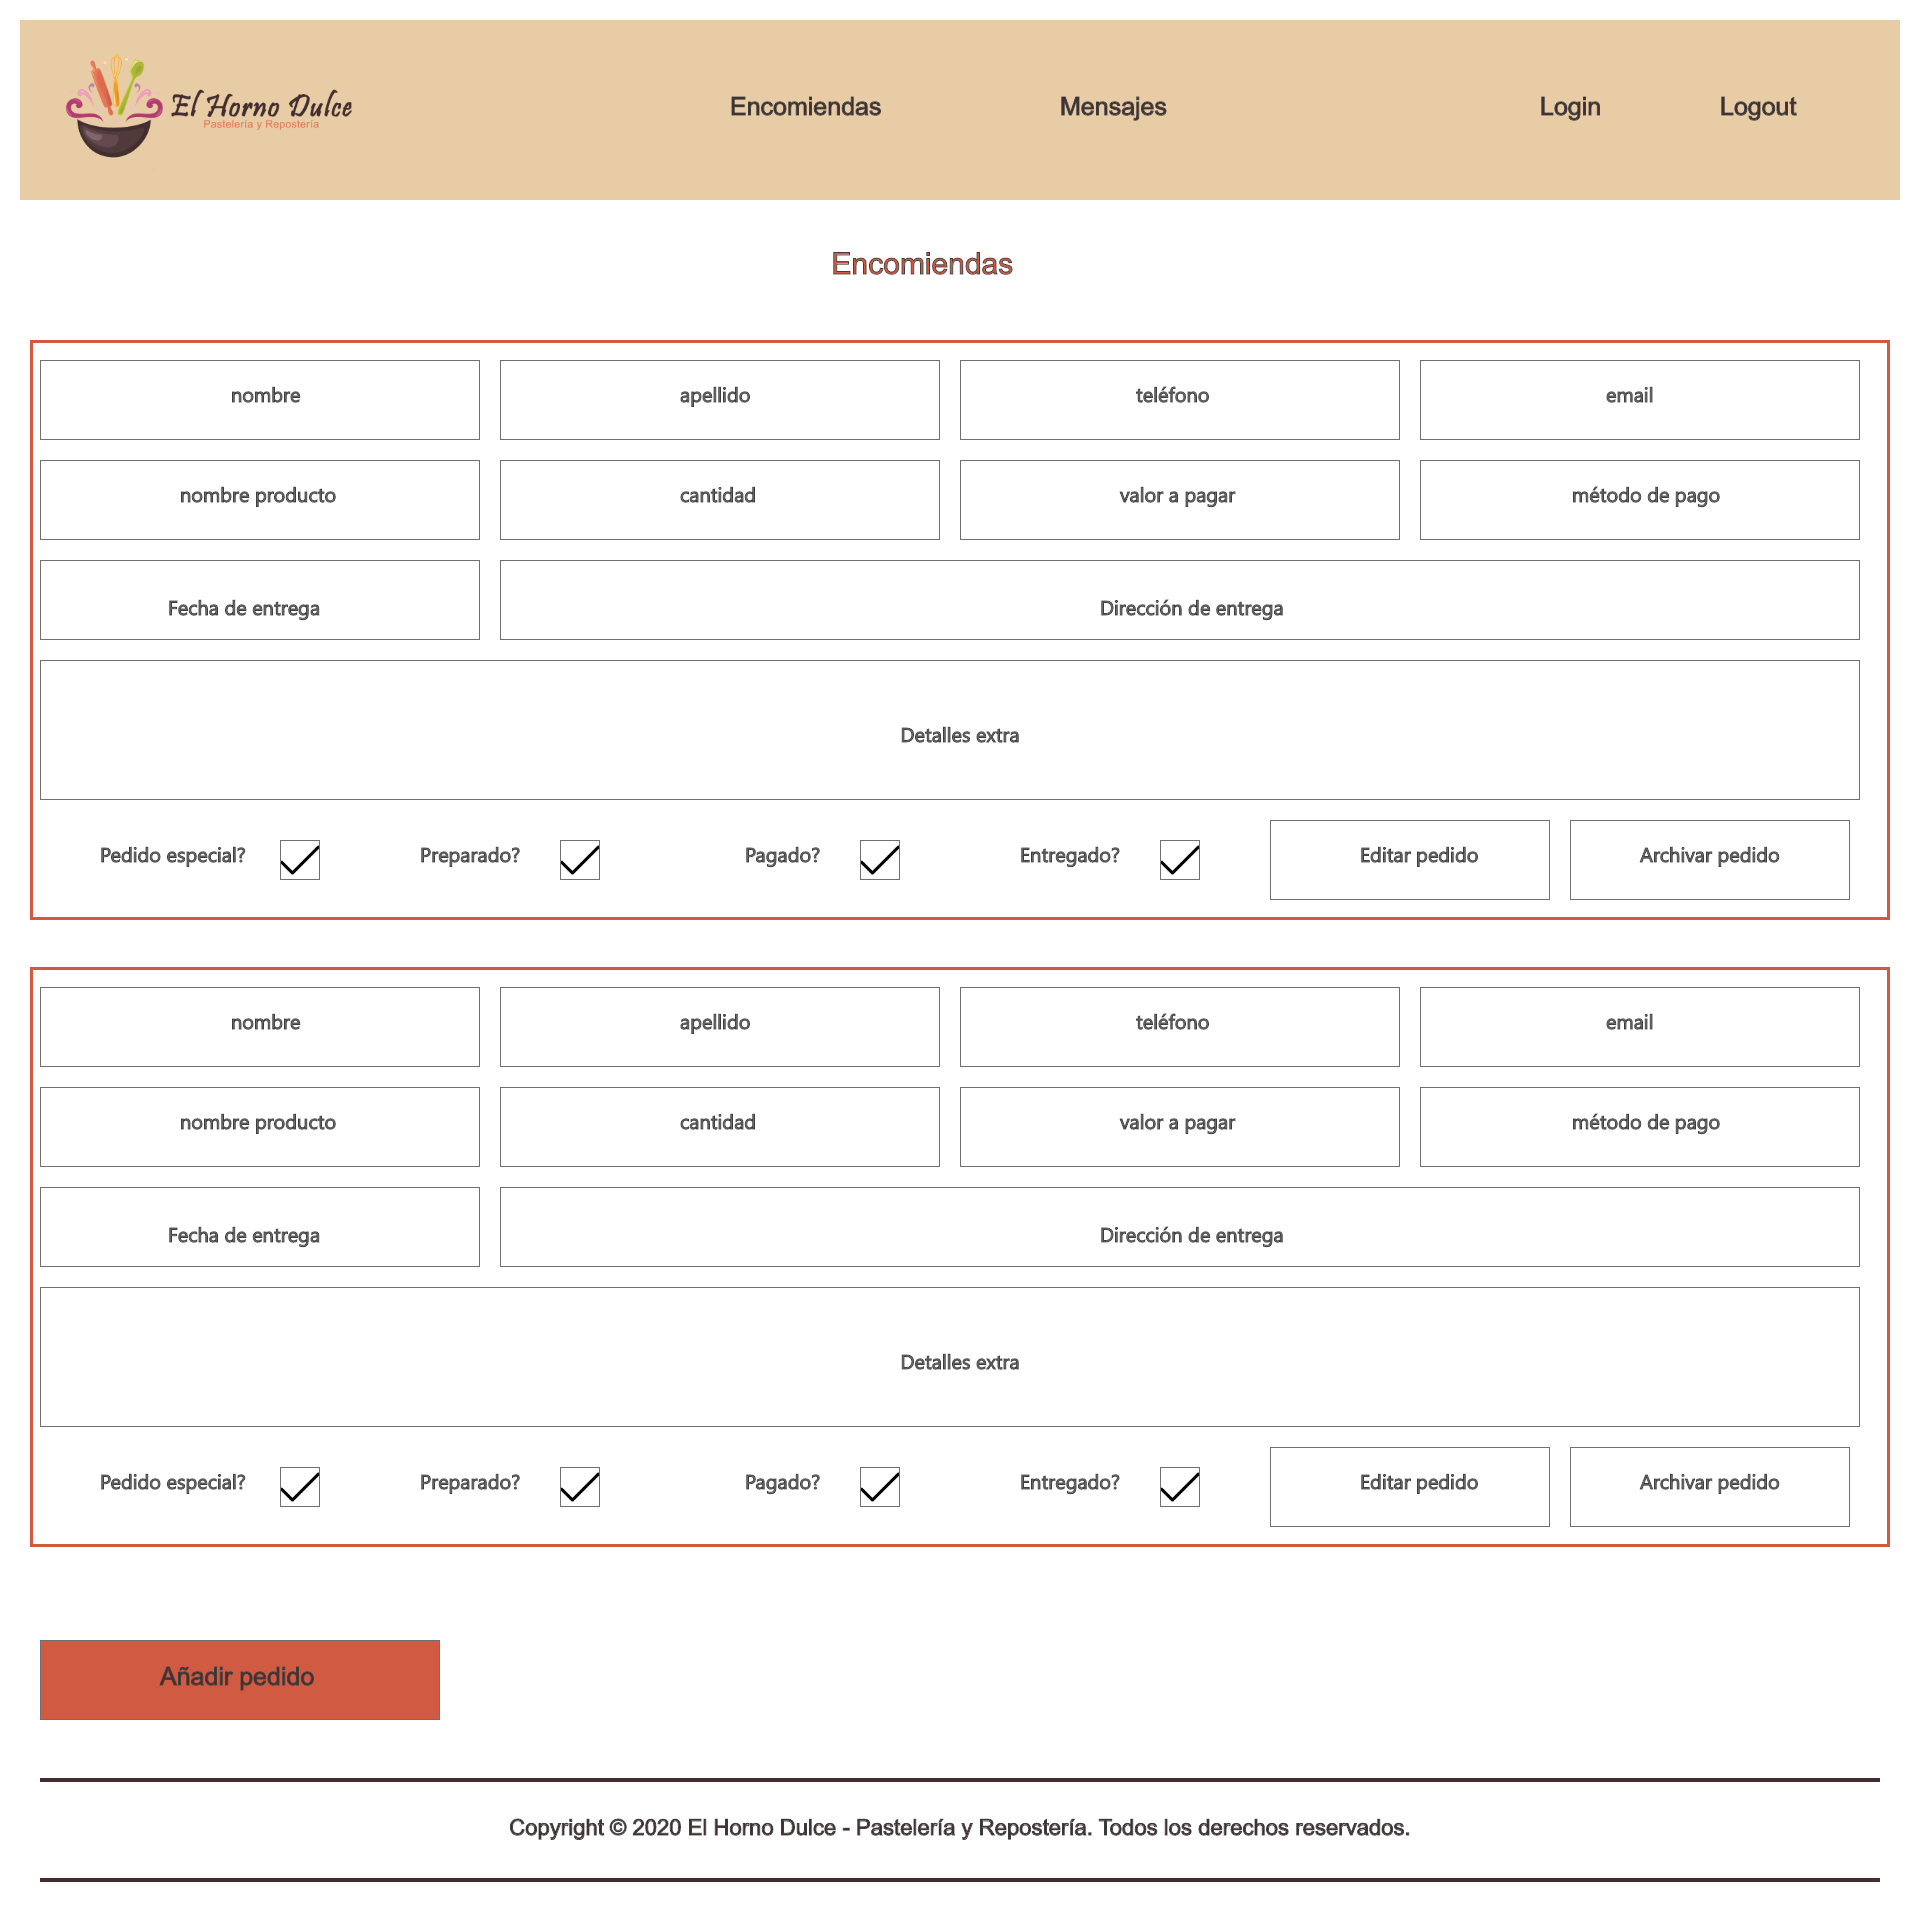 El Horno Dulce
Pastelería y Repostería
Encomiendas Mensajes Login Logout
Encomiendas
nombre apellido teléfono email
nombre producto cantidad valor a pagar método de pago
Fecha de entrega Dirección de entrega
Detalles extra
Pedido especial? Preparado? Pagado? Entregado? Editar pedido Archivar pedido
nombre apellido teléfono email
nombre producto cantidad valor a pagar método de pago
Fecha de entrega Dirección de entrega
Detalles extra
Pedido especial? Preparado? Pagado? Entregado? Editar pedido Archivar pedido
Añadir pedido
Copyright © 2020 El Horno Dulce - Pastelería y Repostería. Todos los derechos reservados.